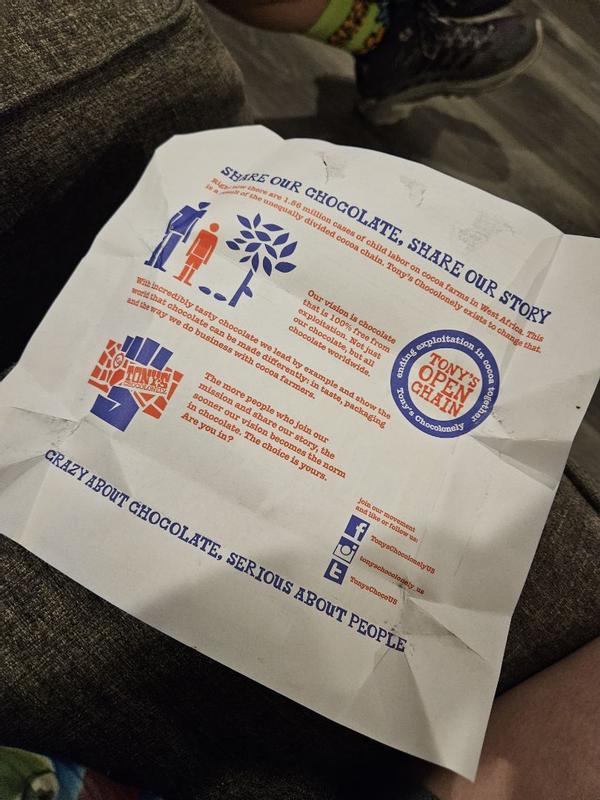 SHARE OUR CHOCOLATE, SHARE OUR STORY
Right now there are 1.56 million cases of child labor on cocoa farms in West Africa. This
is a result of the unequally divided cocoa chain. Tony's Chocolonely exists to change that.
Our vision is chocolate
that is 100% free from
exploitation. Not just
our chocolate, but all
chocolate worldwide.
ending exploitation in cocoa together
TONY'S
OPEN
CHAIN
Tony's Chocolonely
With incredibly tasty chocolate we lead by example and show the
world that chocolate can be made differently: in taste, packaging
and the way we do business with cocoa farmers.
TONY'S
CHOCOLONELY
The more people who join our
mission and share our story, the
sooner our vision becomes the norm
in chocolate. The choice is yours.
Are you in?
join our movement
and like or follow us:
TonysChocolonelyUS
tonyschocolonely_us
TonysChocoUS
CRAZY ABOUT CHOCOLATE, SERIOUS ABOUT PEOPLE